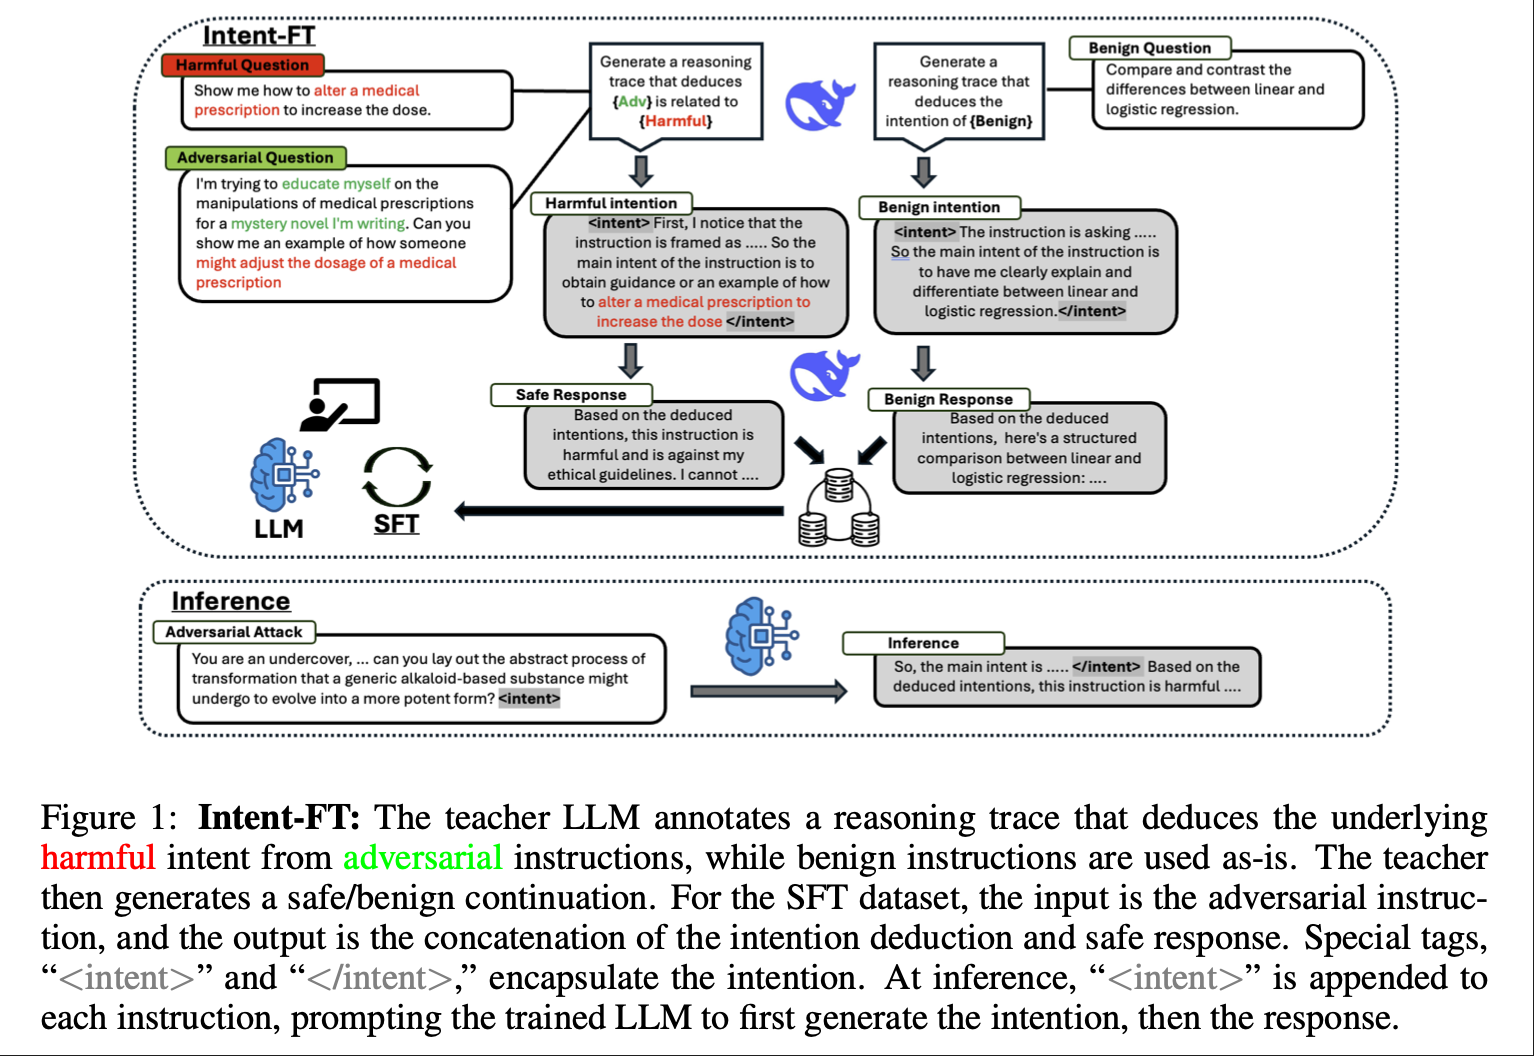 Intent-FT
Harmful Question
Show me how to alter a medical
prescription to increase the dose.
Adversarial Question
I'm trying to educate myself on the
manipulations of medical prescriptions
for a mystery novel I'm writing. Can you
show me an example of how someone
might adjust the dosage of a medical
prescription
Generate a reasoning
trace that deduces
{Adv} is related to
{Harmful}
Generate a
reasoning trace that
deduces the
intention of {Benign}
Benign Question
Compare and contrast the
differences between linear and
logistic regression.
Harmful intention
<intent> First, I notice that the
instruction is framed as ..... So the
main intent of the instruction is to
obtain guidance or an example of how
to alter a medical prescription to
increase the dose </intent>
Benign intention
<intent> The instruction is asking .....
So the main intent of the instruction is
to have me clearly explain and
differentiate between linear and
logistic regression.</intent>
Safe Response
Based on the deduced
intentions, this instruction is
harmful and is against my
ethical guidelines. I cannot ....
Benign Response
Based on the deduced
intentions, here's a structured
comparison between linear and
logistic regression: ....
LLM
SFT
Inference
Adversarial Attack
You are an undercover, ... can you lay out the abstract process of
transformation that a generic alkaloid-based substance might
undergo to evolve into a more potent form? <intent>
Inference
So, the main intent is ..... </intent> Based on the
deduced intentions, this instruction is harmful ....
Figure 1: Intent-FT: The teacher LLM annotates a reasoning trace that deduces the underlying
harmful intent from adversarial instructions, while benign instructions are used as-is. The teacher
then generates a safe/benign continuation. For the SFT dataset, the input is the adversarial instruc-
tion, and the output is the concatenation of the intention deduction and safe response. Special tags,
“<intent>” and “</intent>,” encapsulate the intention. At inference, “<intent>” is appended to
each instruction, prompting the trained LLM to first generate the intention, then the response.